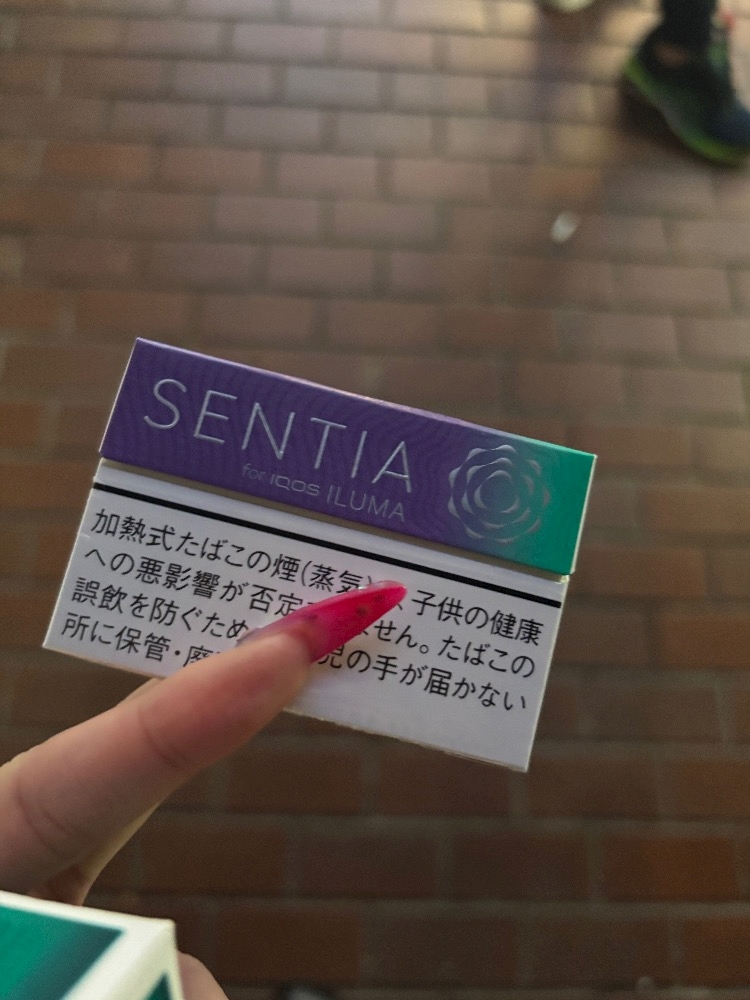 SENTIA
for IQOS ILUMA
加熱式たばこの煙(蒸気)、子供の健康
への悪影響が否定 せん。たばこの
誤飲を防ぐため 児の手が届かない
所に保管・